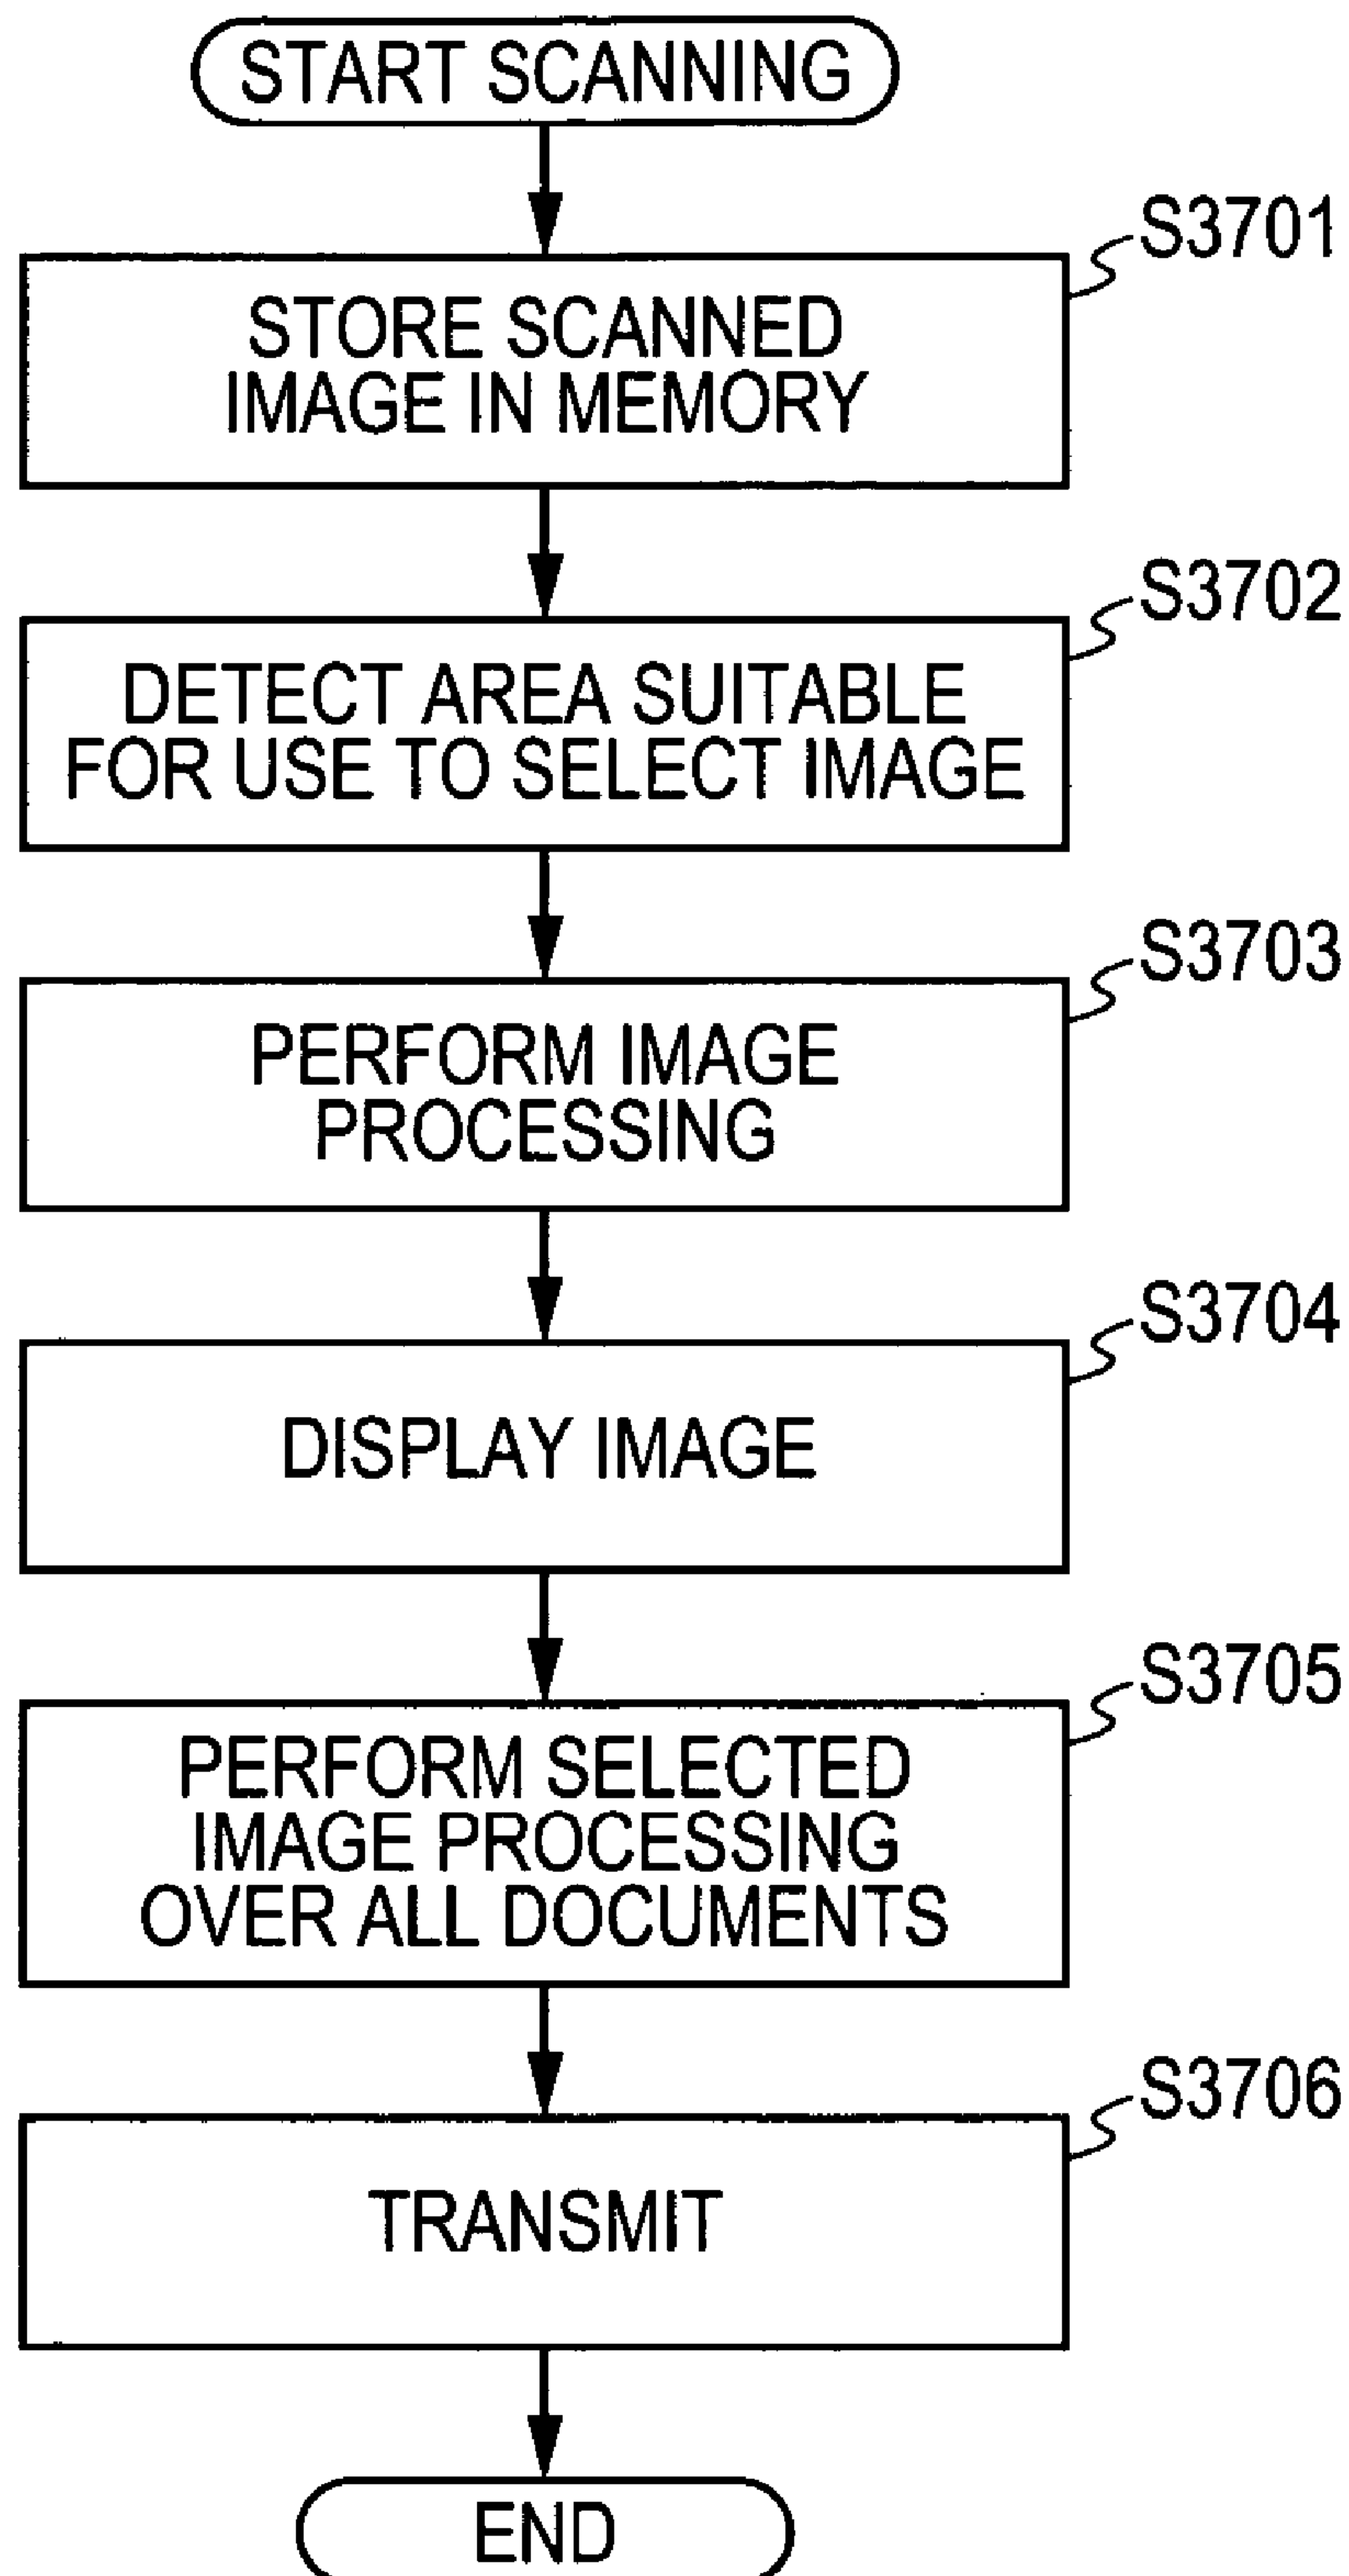 START SCANNING
S3701
STORE SCANNED
IMAGE IN MEMORY
S3702
DETECT AREA SUITABLE
FOR USE TO SELECT IMAGE
S3703
PERFORM IMAGE
PROCESSING
S3704
DISPLAY IMAGE
S3705
PERFORM SELECTED
IMAGE PROCESSING
OVER ALL DOCUMENTS
S3706
TRANSMIT
END